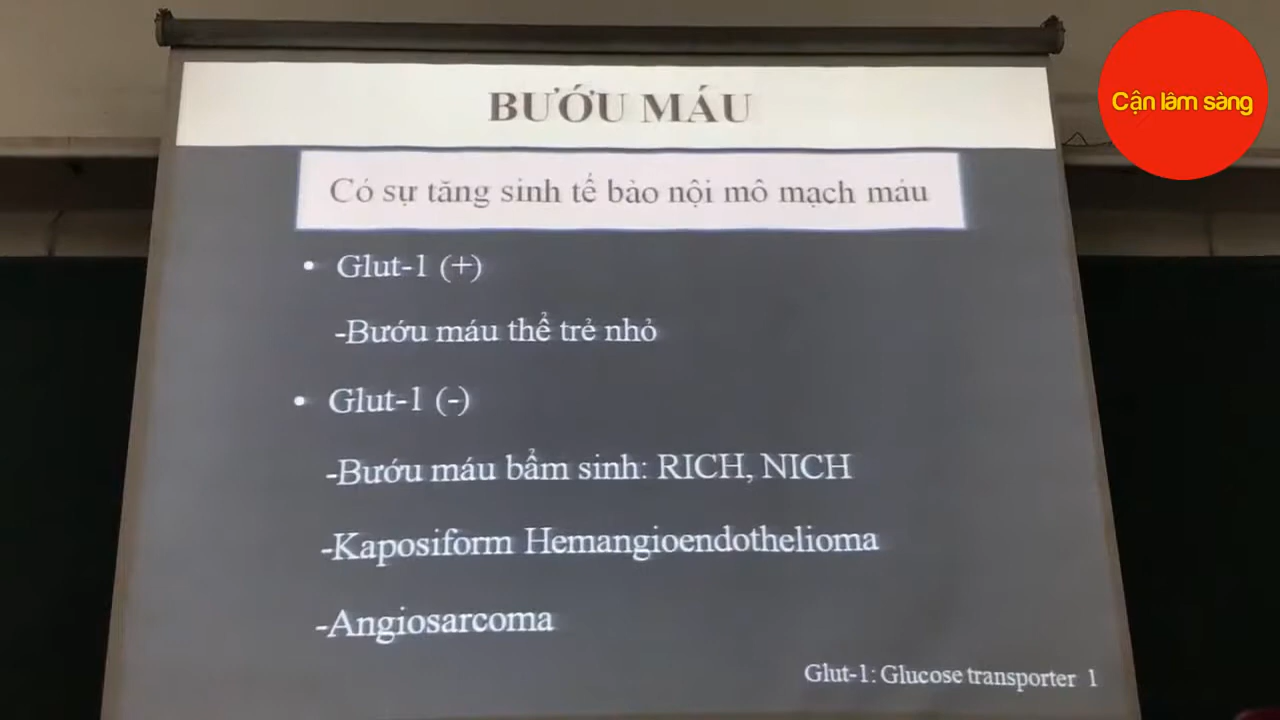 BƯỚU MÁU
Cận lâm sàng
Có sự tăng sinh tế bào nội mô mạch máu
• Glut-1 (+)
-Bướu máu thể trẻ nhỏ
• Glut-1 (-)
-Bướu máu bẩm sinh: RICH, NICH
-Kaposiform Hemangioendothelioma
-Angiosarcoma
Glut-1: Glucose transporter 1